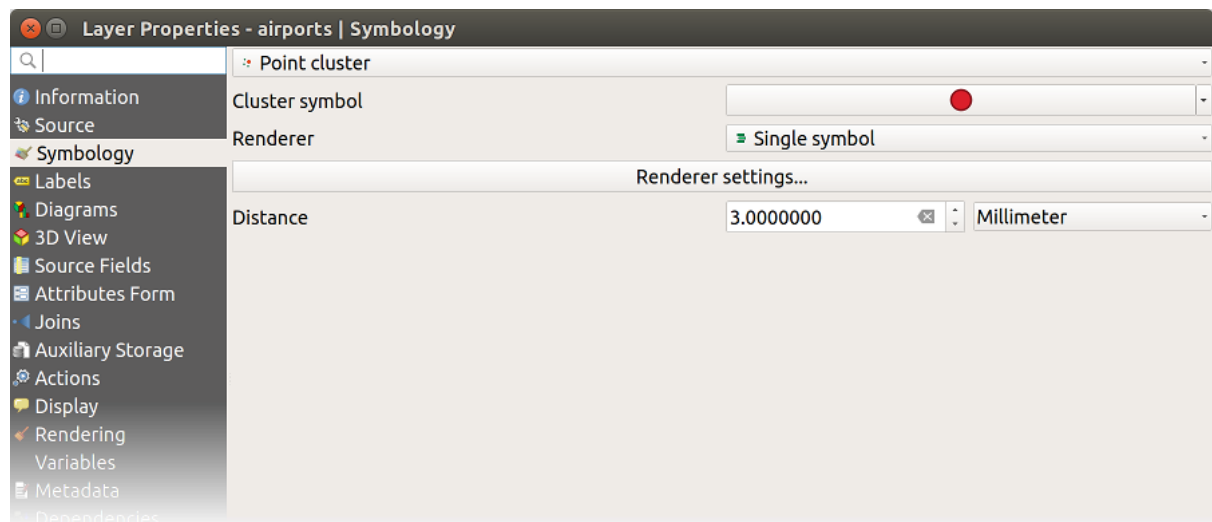 Layer Properties - airports | Symbology
Information
Source
Symbology
Labels
Diagrams
3D View
Source Fields
Attributes Form
Joins
Auxiliary Storage
Actions
Display
Rendering
Variables
Metadata
Dependencies
Point cluster
Cluster symbol
Renderer
Single symbol
Renderer settings...
Distance
3.0000000
Millimeter